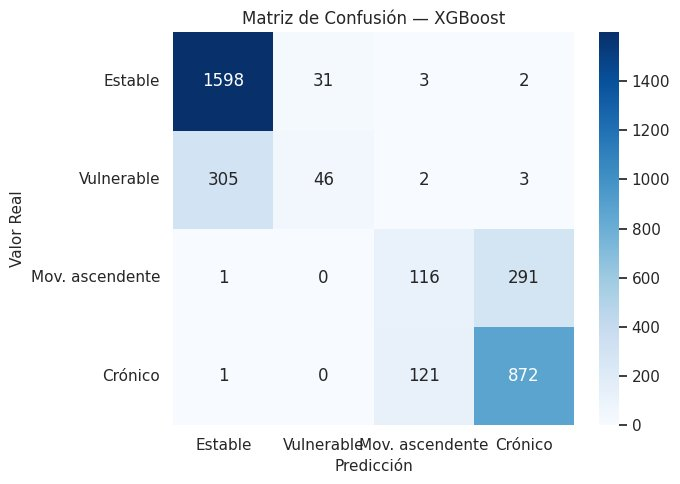 Matriz de Confusión — XGBoost
Estable 1598 31 3 2
Vulnerable 305 46 2 3
Mov. ascendente 1 0 116 291
Crónico 1 0 121 872
Estable Vulnerable Mov. ascendente Crónico
Predicción
Valor Real
1400
1200
1000
800
600
400
200
0